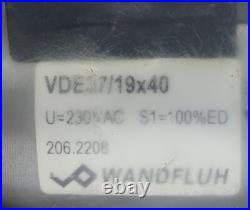 VDE37/19x40
U=230VAC S1=100%ED
206.2208
WANDFLUH